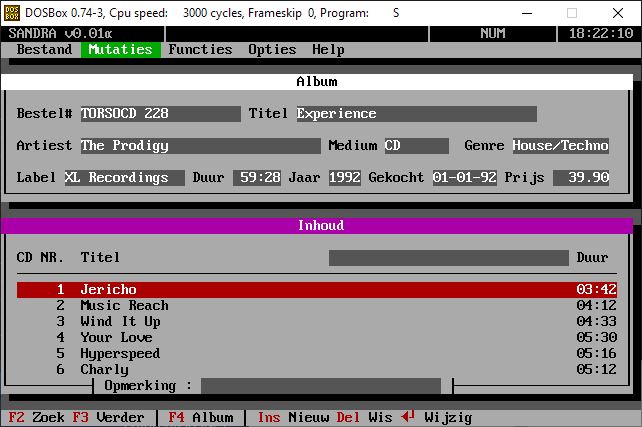 DOSBox 0.74-3, Cpu speed: 3000 cycles, Frameskip 0, Program: S
SANDRA v0.01α NUM 18:22:10
Bestand Mutaties Functies Opties Help
Album
Bestel# TORSOCD 228 Titel Experience
Artiest The Prodigy Medium CD Genre House/Techno
Label XL Recordings Duur 59:28 Jaar 1992 Gekocht 01-01-92 Prijs 39.90
Inhoud
CD NR. Titel Duur
1 Jericho 03:42
2 Music Reach 04:12
3 Wind It Up 04:33
4 Your Love 05:30
5 Hyperspeed 05:16
6 Charly 05:12
Opmerking :
F2 Zoek F3 Verder F4 Album Ins Nieuw Del Wis ◄┘ Wijzig